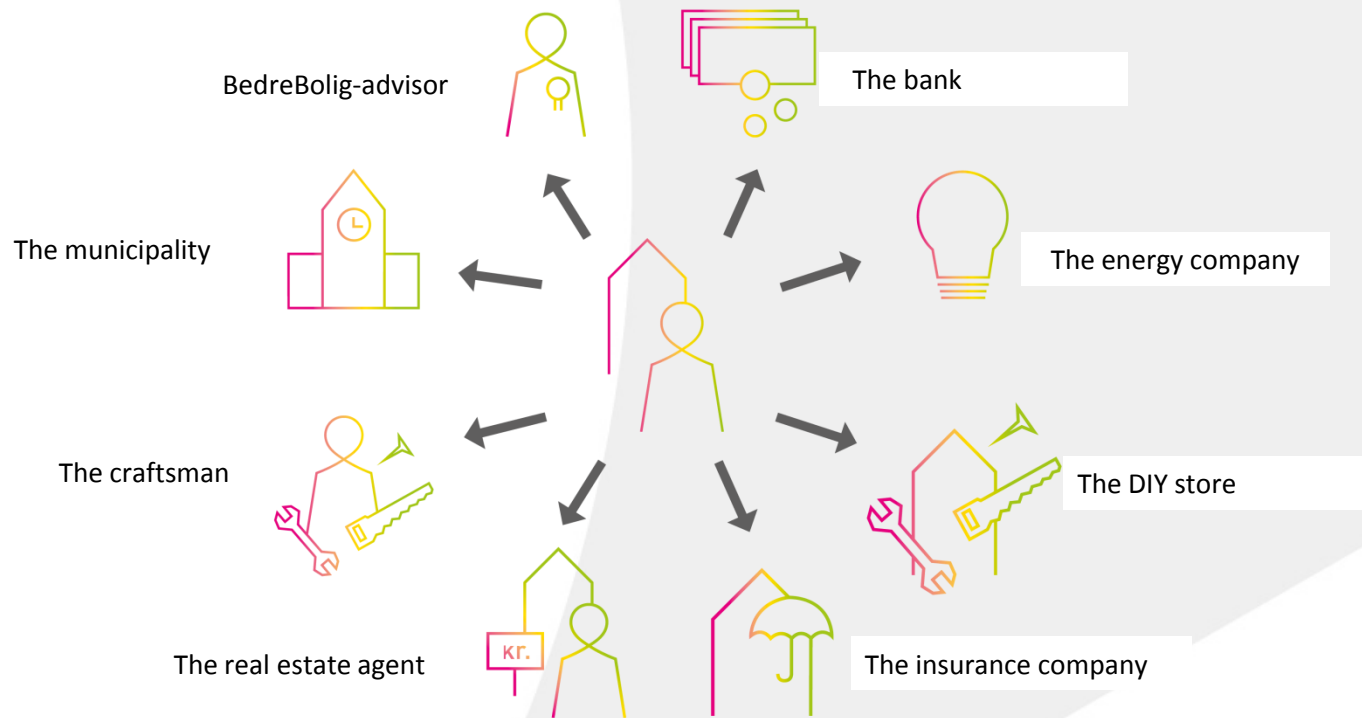 BedreBolig-advisor
The bank
The municipality
The energy company
The craftsman
The DIY store
The real estate agent
кr.
The insurance company